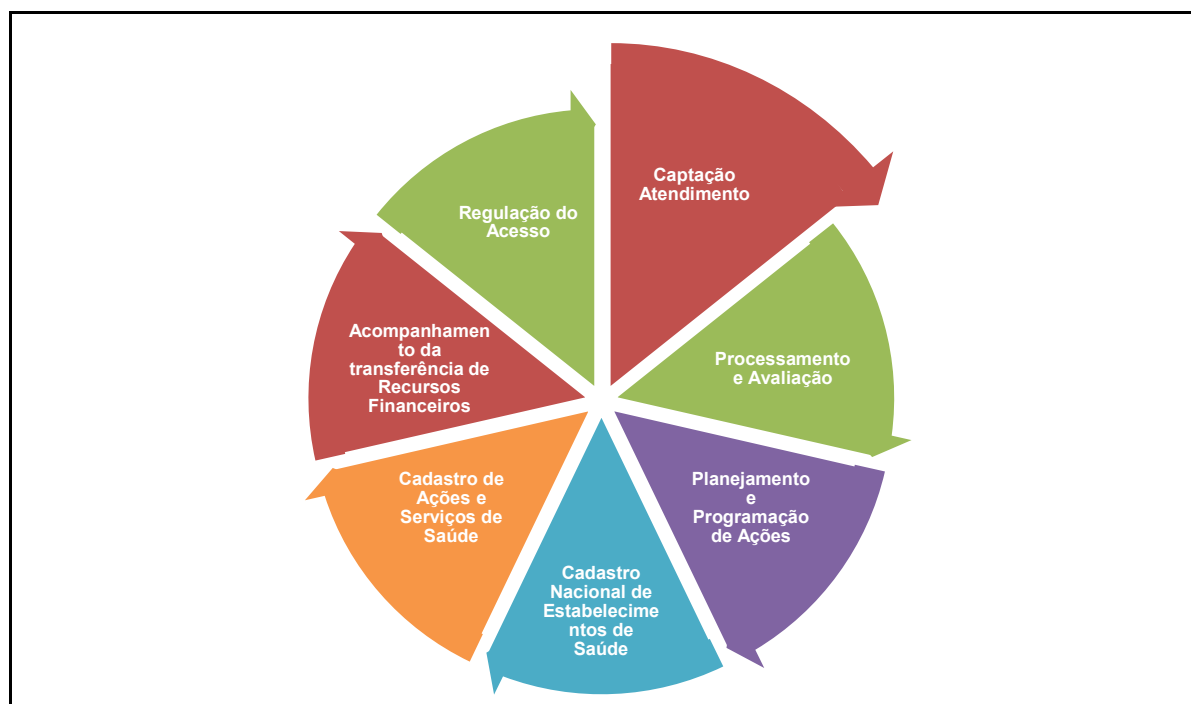 Captação
Atendimento
Processamento
e Avaliação
Planejamento
e
Programação
de Ações
Cadastro
Nacional de
Estabelecime
ntos de
Saúde
Cadastro de
Ações e
Serviços de
Saúde
Acompanhamen
to da
transferência de
Recursos
Financeiros
Regulação do
Acesso